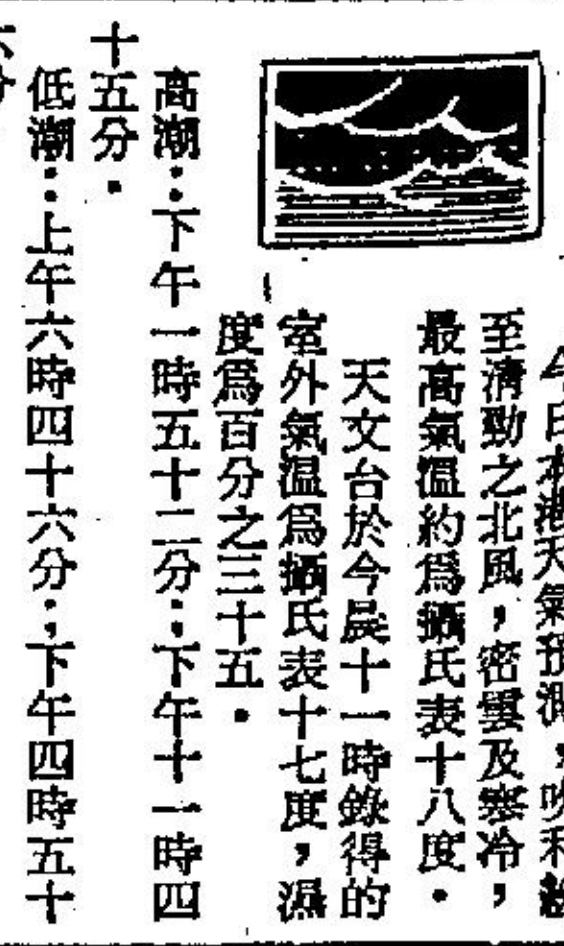 今日本港天氣預測，吹和緩
至清勁之北風，密雲及寒冷，
最高氣溫約爲攝氏表十八度．
天文台於今晨十一時錄得的
室外氣溫爲攝氏表十七度，濕
度爲百分之三十五．
高潮：下午一時五十二分；下午十一時四
十五分．
低潮：上午六時四十六分；下午四時五十
六分